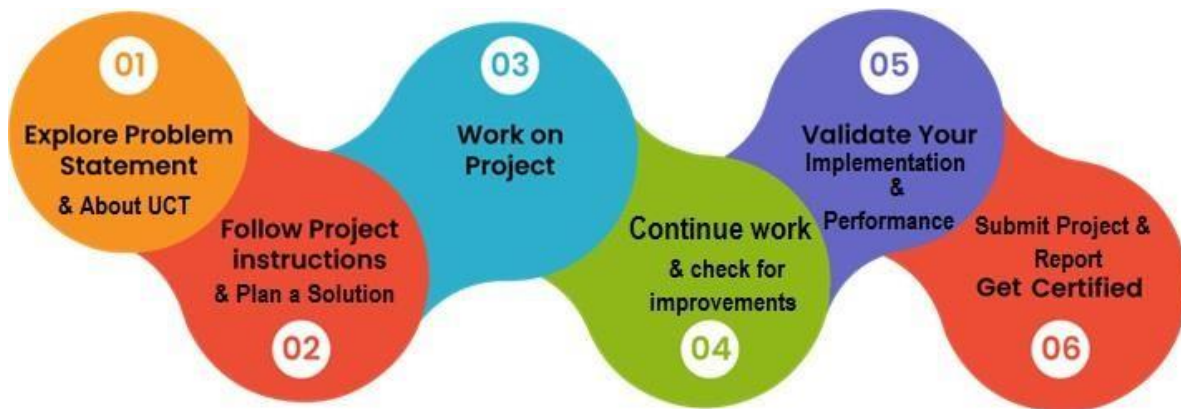 01
Explore Problem
Statement
& About UCT
Follow Project
instructions
& Plan a Solution
02
03
Work on
Project
Continue work
& check for
improvements
04
05
Validate Your
Implementation
&
Performance
Submit Project &
Report
Get Certified
06